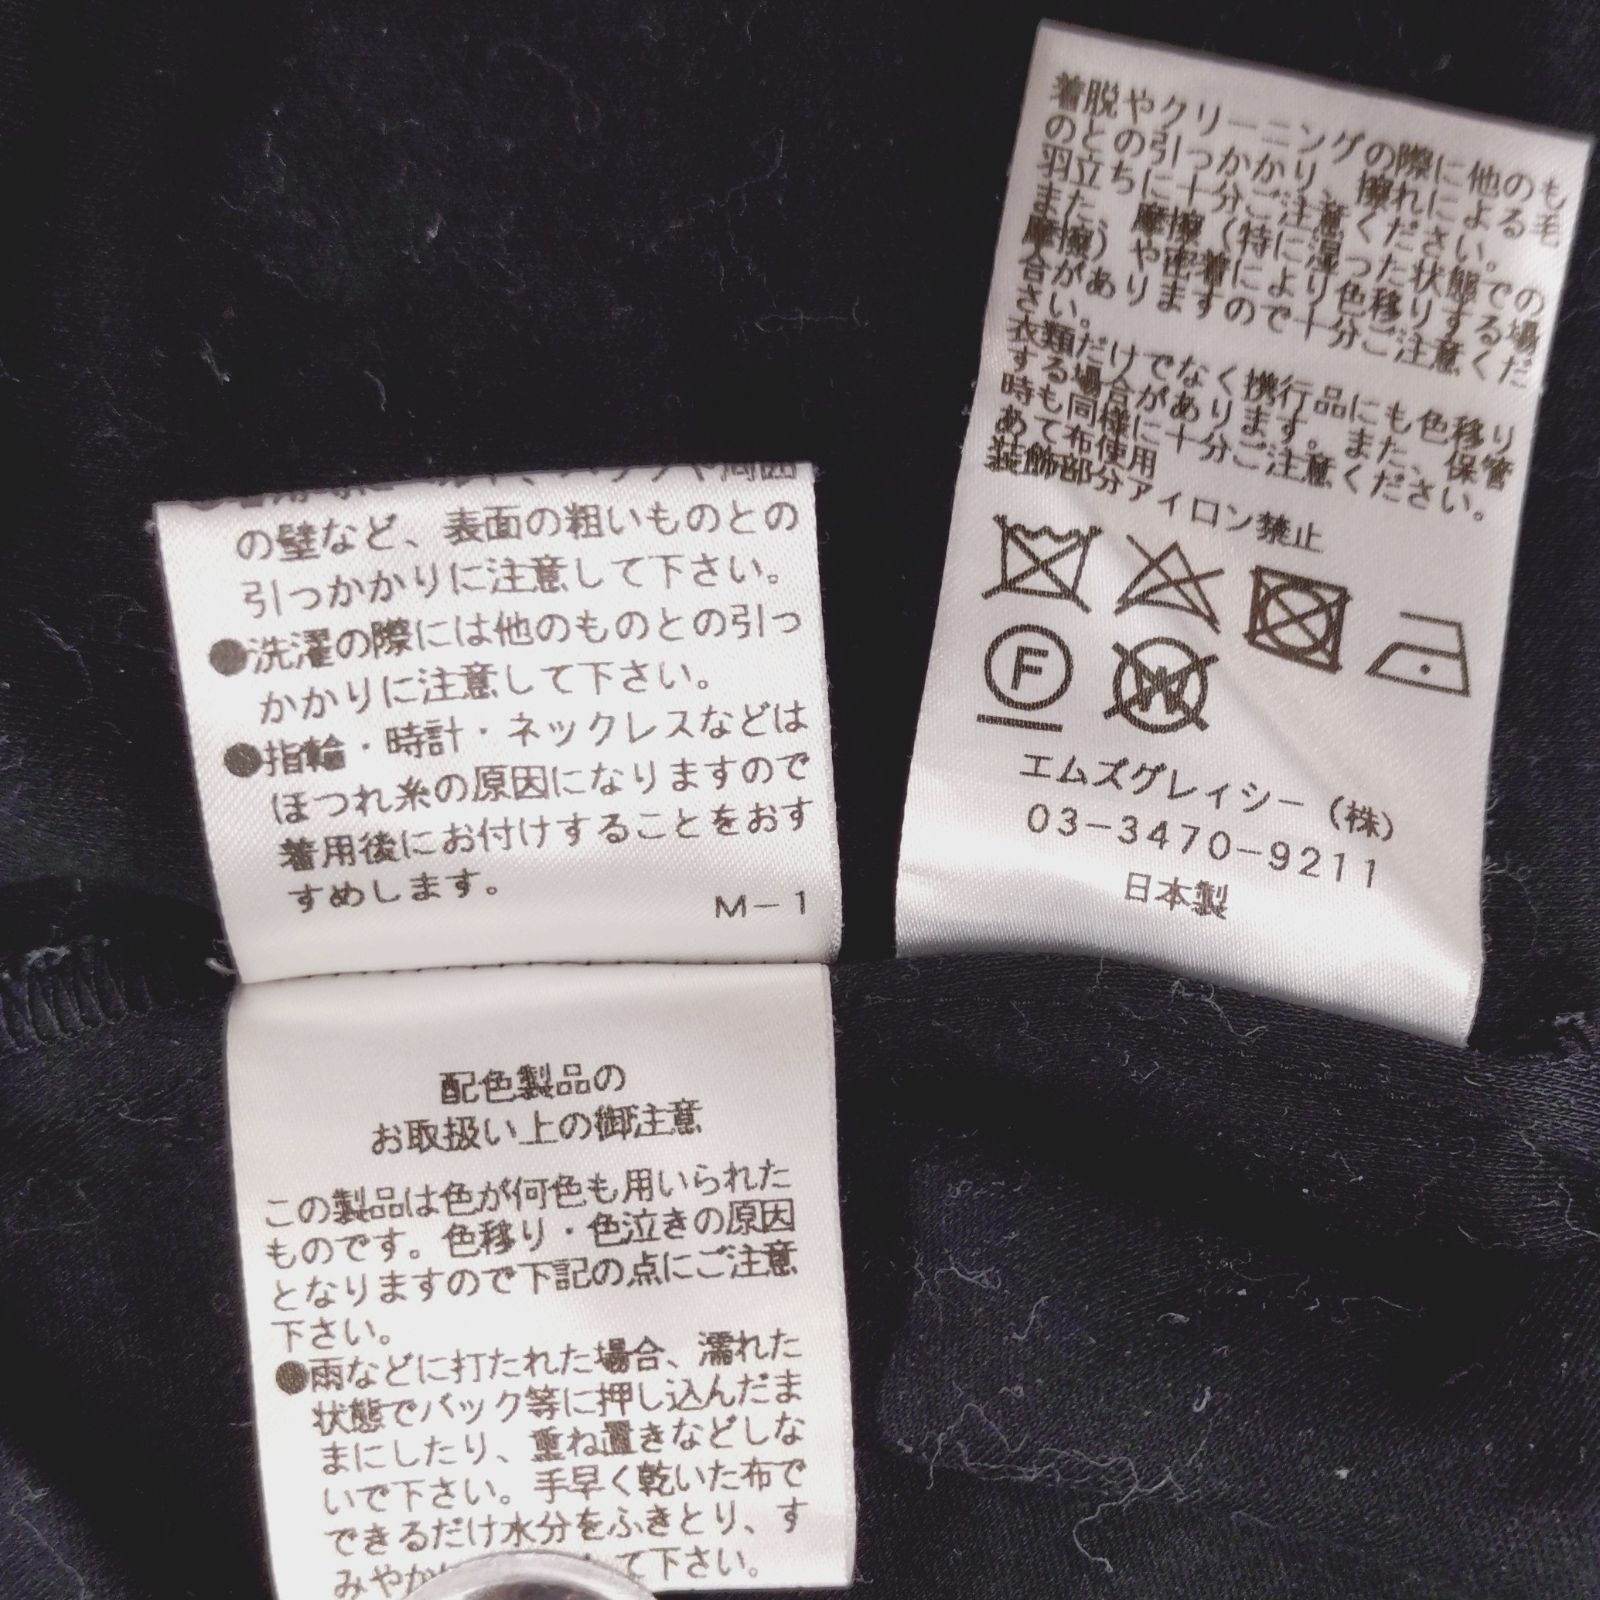 の壁など、表面の粗いものとの
引っかかりに注意して下さい。
●洗濯の際には他のものとの引っ
かかりに注意して下さい。
●指輪・時計・ネックレスなどは
ほつれ糸の原因になりますので
着用後にお付けすることをおす
すめします。
M-1
配色製品の
お取扱い上の御注意
この製品は色が何色も用いられた
ものです。色移り・色泣きの原因
となりますので下記の点にご注意
下さい。
●雨などに打たれた場合、濡れた
状態でバック等に押し込んだま
まにしたり、重ね置きなどしな
いで下さい。手早く乾いた布で
できるだけ水分をふきとり、す
みやかに
て下さい。
着脱やクリーニングの際に他のも
のとの引っかかり、擦れによる毛
羽立ちに十分ご注意ください。
また、摩擦（特に湿った状態での
摩擦）や密着により色移りする場
合がありますので十分ご注意くだ
さい。
衣類だけでなく携行品にも色移り
する場合があります。また、保管
時も同様に十分ご注意ください。
あて布使用
装飾部分アイロン禁止
F
W
エムズグレイシー（株）
03-3470-9211
日本製